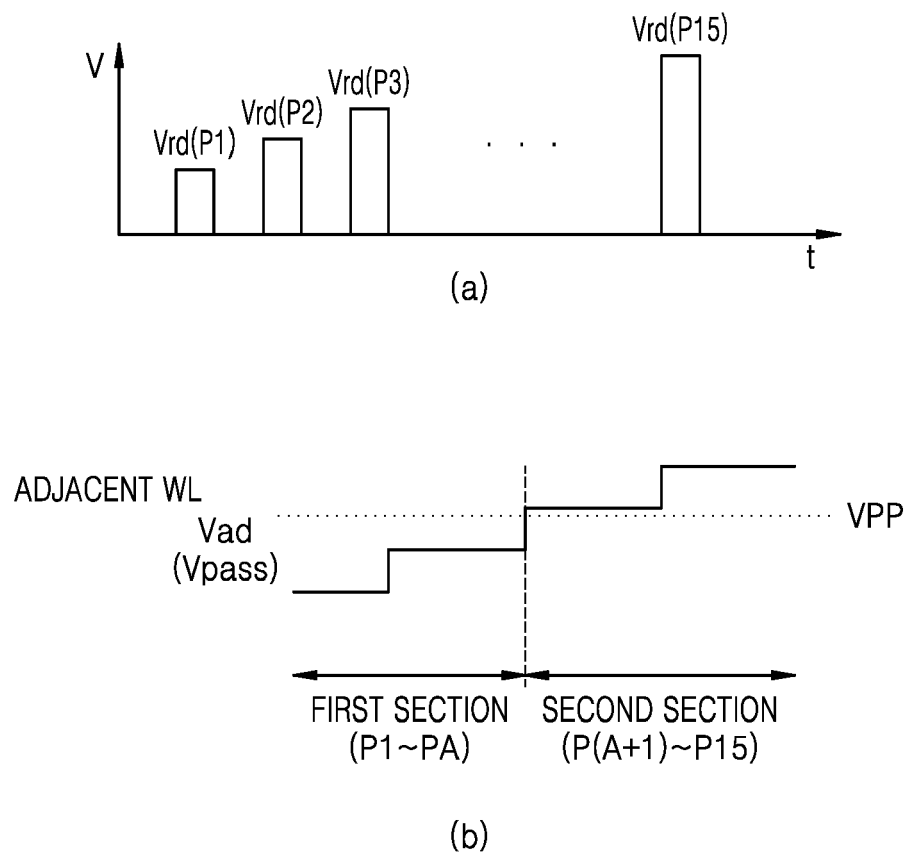 V
Vrd(P1)
Vrd(P2)
Vrd(P3)
. . .
Vrd(P15)
t
(a)
ADJACENT WL
Vad
(Vpass)
VPP
FIRST SECTION
(P1~PA)
SECOND SECTION
(P(A+1)~P15)
(b)